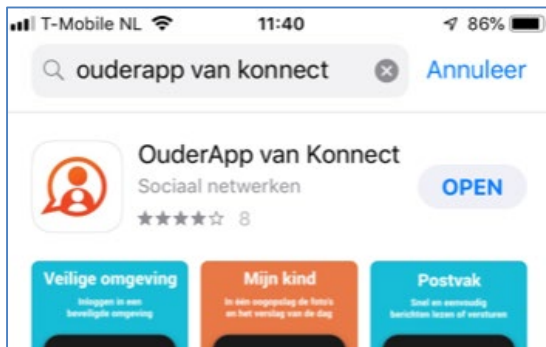 T-Mobile NL 11:40 86%
ouderapp van konnect Annuleer
OuderApp van Konnect
Sociaal netwerken
OPEN
8
Veilige omgeving
Inloggen in een
beveiligde omgeving
Mijn kind
In één oogopslag de foto's
en het verslag van de dag
Postvak
Snel en eenvoudig
berichten lezen of versturen